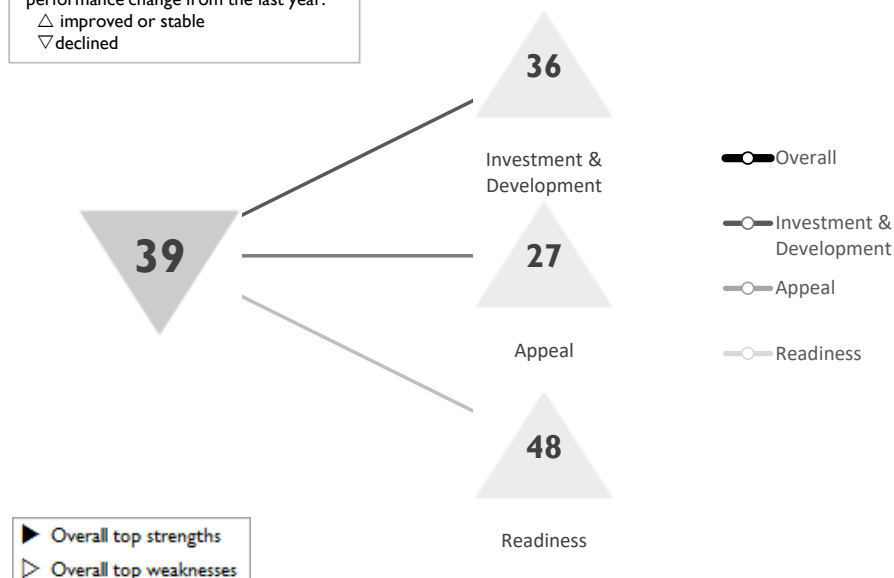 performance change from the last year:
△ improved or stable
▽ declined
36
Investment &
Development
39
27
Appeal
48
Readiness
Overall
Investment &
Development
Appeal
Readiness
▶ Overall top strengths
▷ Overall top weaknesses